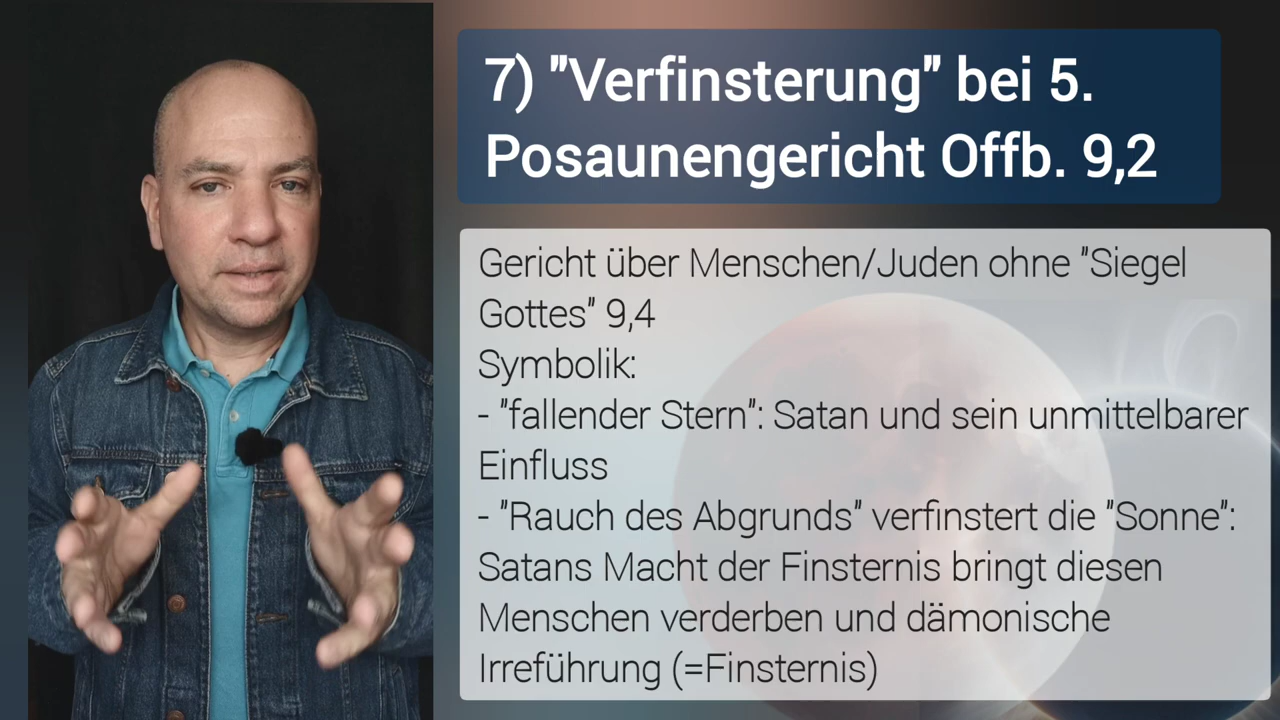 7) "Verfinsterung" bei 5.
Posaunengericht Offb. 9,2
Gericht über Menschen/Juden ohne "Siegel
Gottes" 9,4
Symbolik:
- "fallender Stern": Satan und sein unmittelbarer
Einfluss
- "Rauch des Abgrunds" verfinstert die "Sonne":
Satans Macht der Finsternis bringt diesen
Menschen verderben und dämonische
Irreführung (=Finsternis)